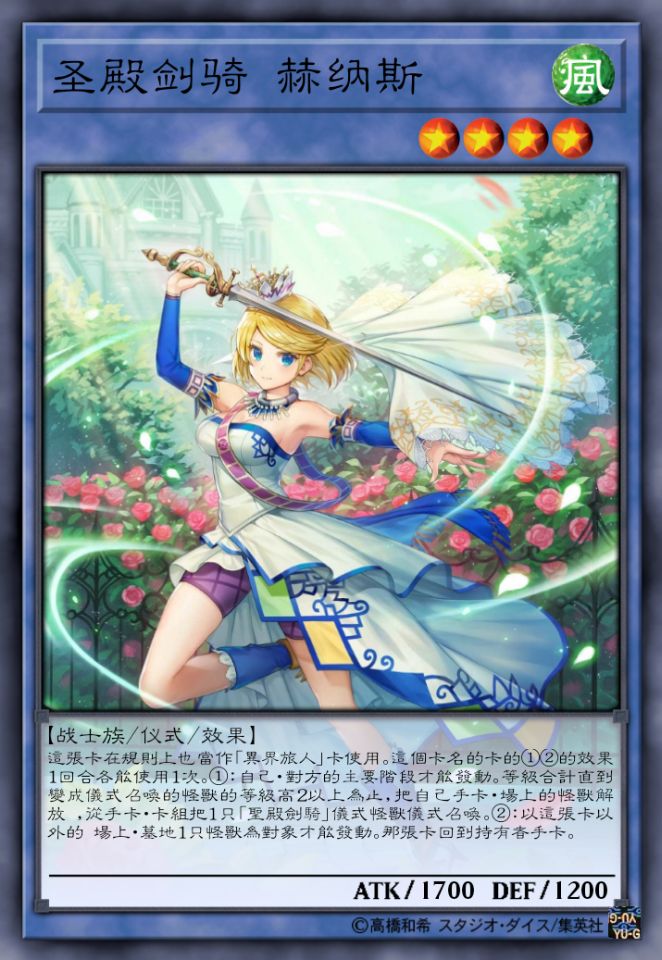 圣殿剑骑 赫纳斯
風
【战士族/仪式/效果】
這張卡在規則上也當作「異界旅人」卡使用。這個卡名的卡的①②的效果
1回合各能使用1次。①：自己·對方的主要階段才能發動。等級合計直到
變成儀式召喚的怪獸的等級高2以上為止，把自己手卡·場上的怪獸解
放 ，從手卡·卡組把1只「聖殿劍騎」儀式怪獸儀式召喚。②：以這張卡以
外的 場上·墓地1只怪獸為對象才能發動。那張卡回到持有者手卡。
ATK/1700 DEF/1200
©高橋和希 スタジオ・ダイス/集英社